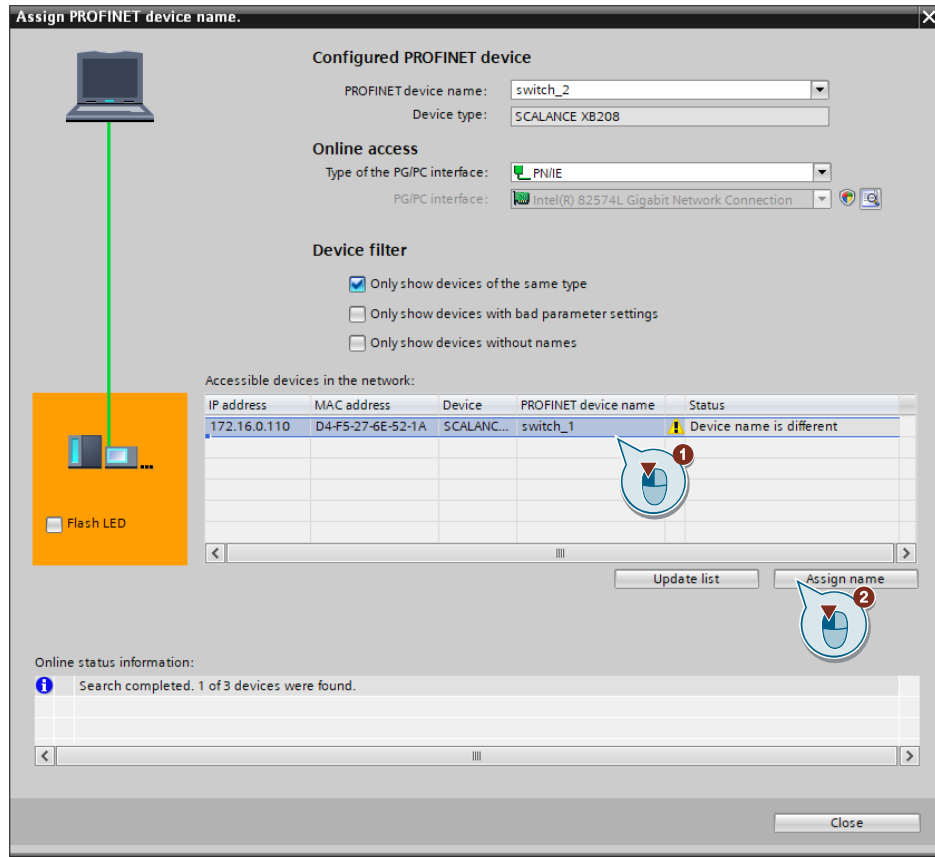 Assign PROFINET device name.
Configured PROFINET device
PROFINET device name: switch_2
Device type: SCALANCE XB208
Online access
Type of the PG/PC interface: PN/IE
PG/PC interface: Intel(R) 82574L Gigabit Network Connection
Device filter
Only show devices of the same type
Only show devices with bad parameter settings
Only show devices without names
Accessible devices in the network:
IP address MAC address Device PROFINET device name Status
172.16.0.110 D4-F5-27-6E-52-1A SCALANC... switch_1 Device name is different
1
...
Flash LED
Update list Assign name
2
Online status information:
Search completed. 1 of 3 devices were found.
Close